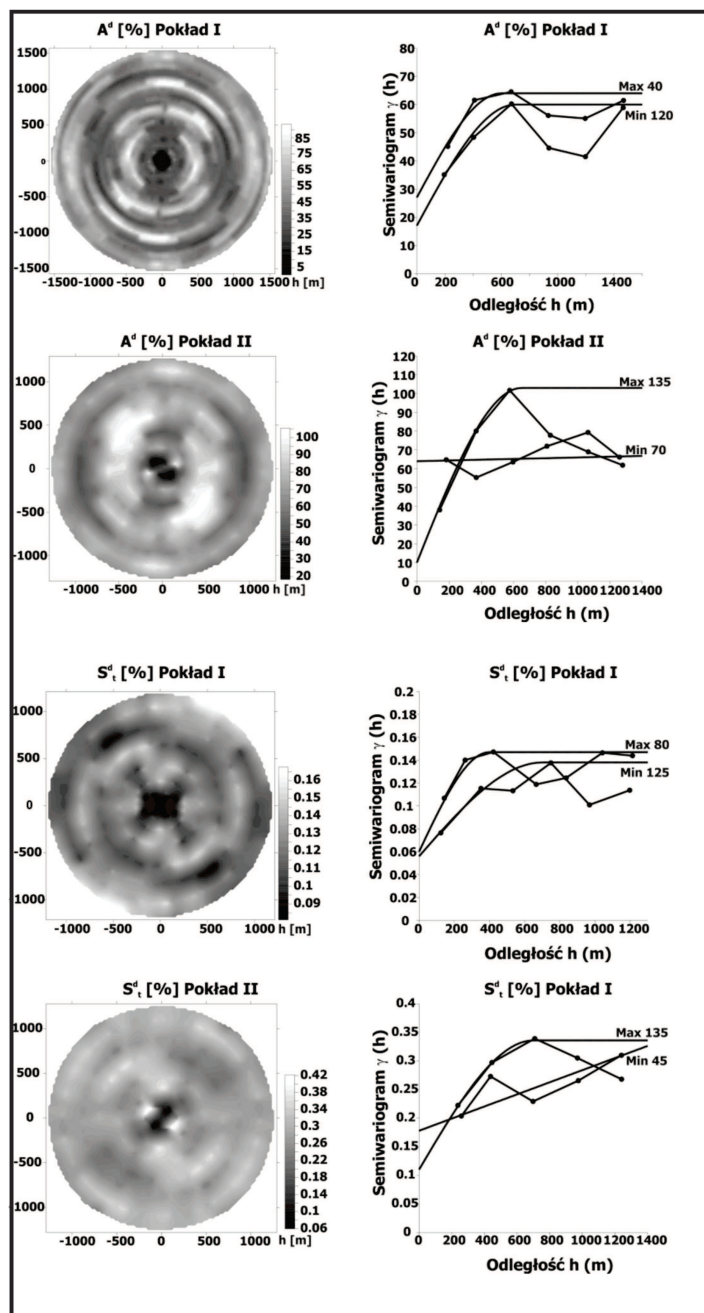 Aᵈ [%] Pokład I
1500
1000
500
0
-500
-1000
-1500
-1500 -1000 -500 0 500 1000 1500
85
75
65
55
45
35
25
15
5
h [m]
Aᵈ [%] Pokład I
Semiwariogram γ (h)
80
70
60
50
40
30
20
10
0
Max 40
Min 120
0 200 600 1000 1400
Odległość h (m)
Aᵈ [%] Pokład II
1000
500
0
-500
-1000
-1000 -500 0 500 1000
100
90
80
70
60
50
40
30
20
h [m]
Aᵈ [%] Pokład II
Semiwariogram γ (h)
120
110
100
90
80
70
60
50
40
30
20
10
0
Max 135
Min 70
0 200 400 600 800 1000 1200 1400
Odległość h (m)
Sᵈₜ [%] Pokład I
1000
500
0
-500
-1000
-1000 -500 0 500 1000
0.16
0.15
0.14
0.13
0.12
0.11
0.1
0.09
h [m]
Sᵈₜ [%] Pokład I
Semiwariogram γ (h)
0.2
0.18
0.16
0.14
0.12
0.1
0.08
0.06
0.04
0.02
0
Max 80
Min 125
0 200 400 600 800 1000 1200
Odległość h (m)
Sᵈₜ [%] Pokład II
1000
500
0
-500
-1000
-1000 -500 0 500 1000
0.42
0.38
0.34
0.3
0.26
0.22
0.18
0.14
0.1
0.06
h [m]
Sᵈₜ [%] Pokład I
Semiwariogram γ (h)
0.4
0.35
0.3
0.25
0.2
0.15
0.1
0.05
0
Max 135
Min 45
0 200 400 600 800 1000 1200 1400
Odległość h (m)